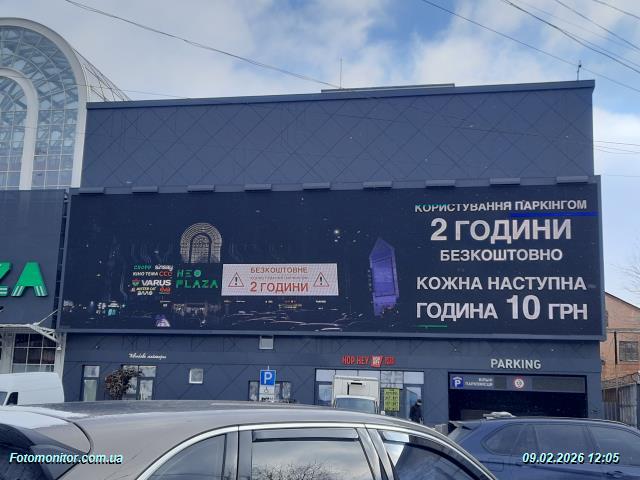 ZA
КОРИСТУВАННЯ ПАРКІНГОМ
2 ГОДИНИ
БЕЗКОШТОВНО
КОЖНА НАСТУПНА
ГОДИНА 10 ГРН
НЕО
PLAZA
VARUS
БЕЗКОШТОВНЕ
2 ГОДИНИ
PARKING
P
P
Fotomonitor.com.ua
09.02.2026 12:05